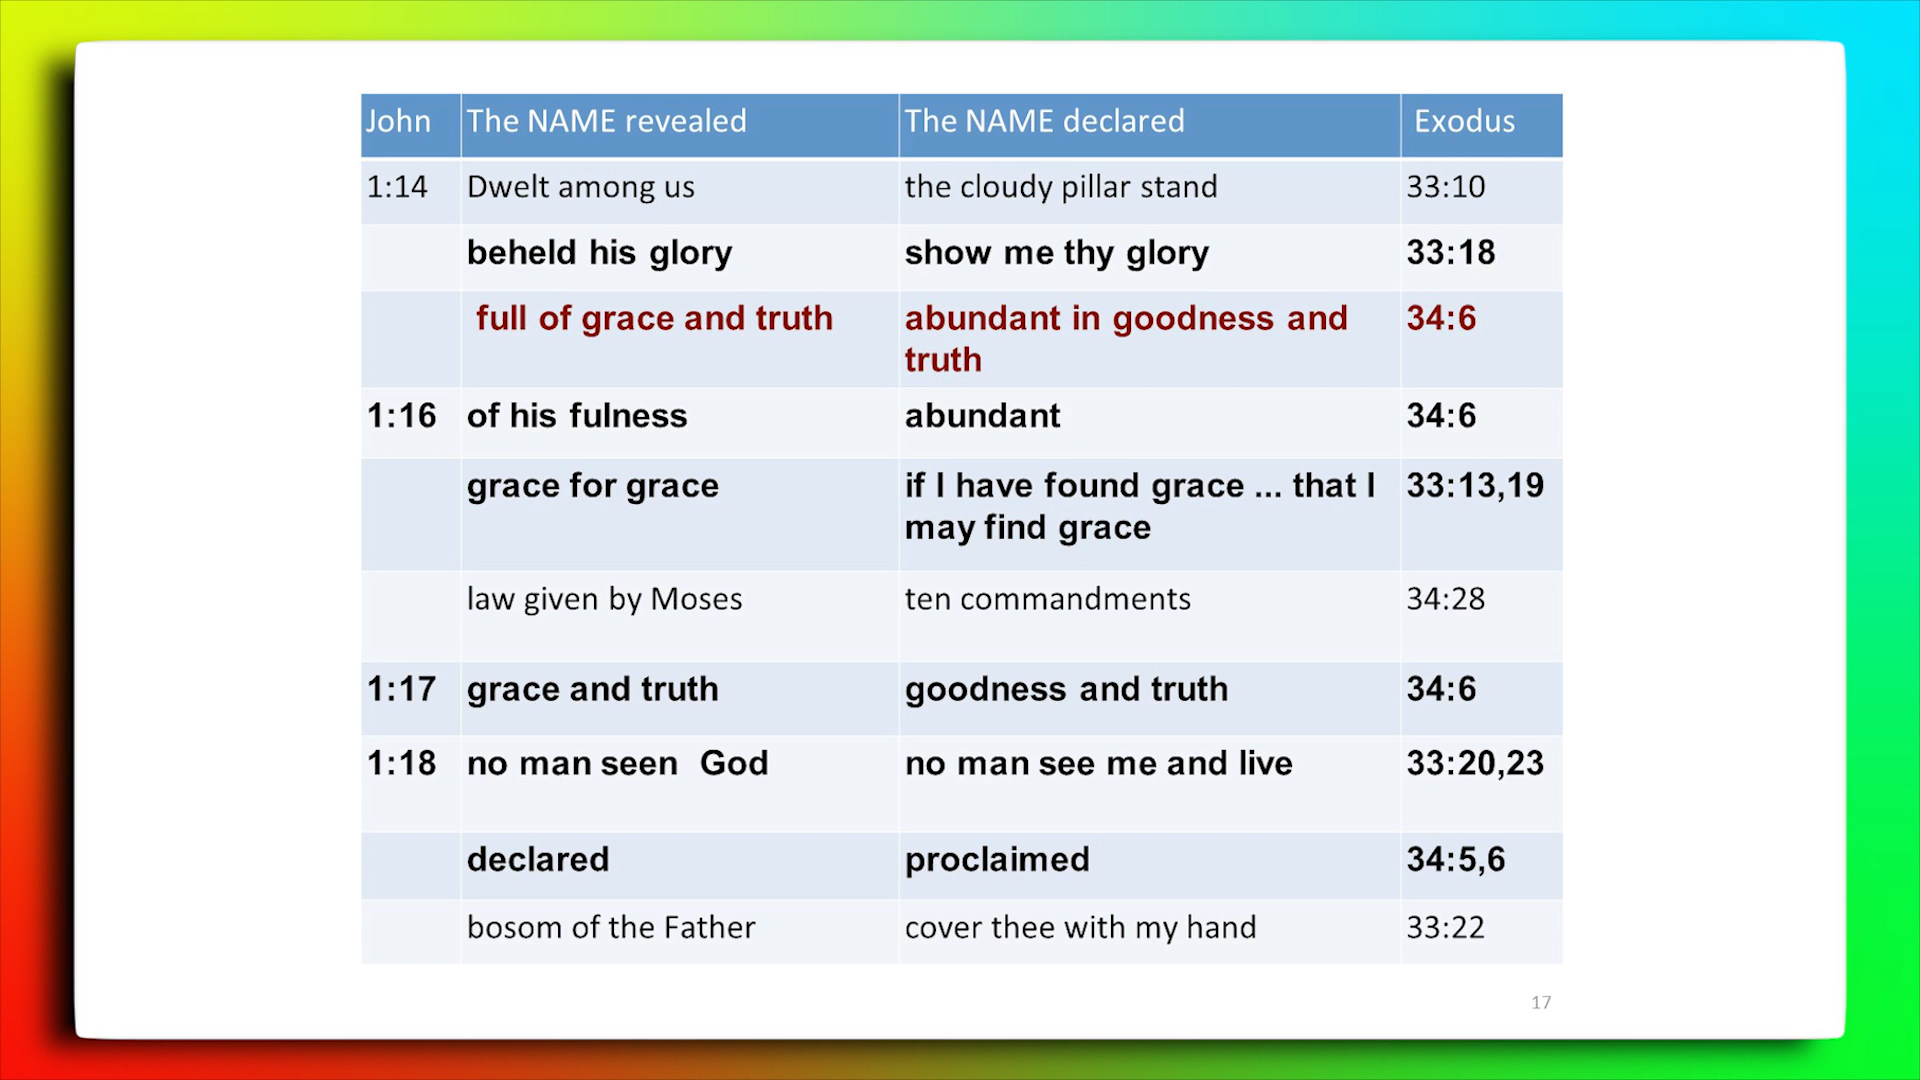 John The NAME revealed The NAME declared Exodus
1:14 Dwelt among us the cloudy pillar stand 33:10
beheld his glory show me thy glory 33:18
full of grace and truth abundant in goodness and 34:6
truth
1:16 of his fulness abundant 34:6
grace for grace if I have found grace ... that I 33:13,19
may find grace
law given by Moses ten commandments 34:28
1:17 grace and truth goodness and truth 34:6
1:18 no man seen God no man see me and live 33:20,23
declared proclaimed 34:5,6
bosom of the Father cover thee with my hand 33:22
17